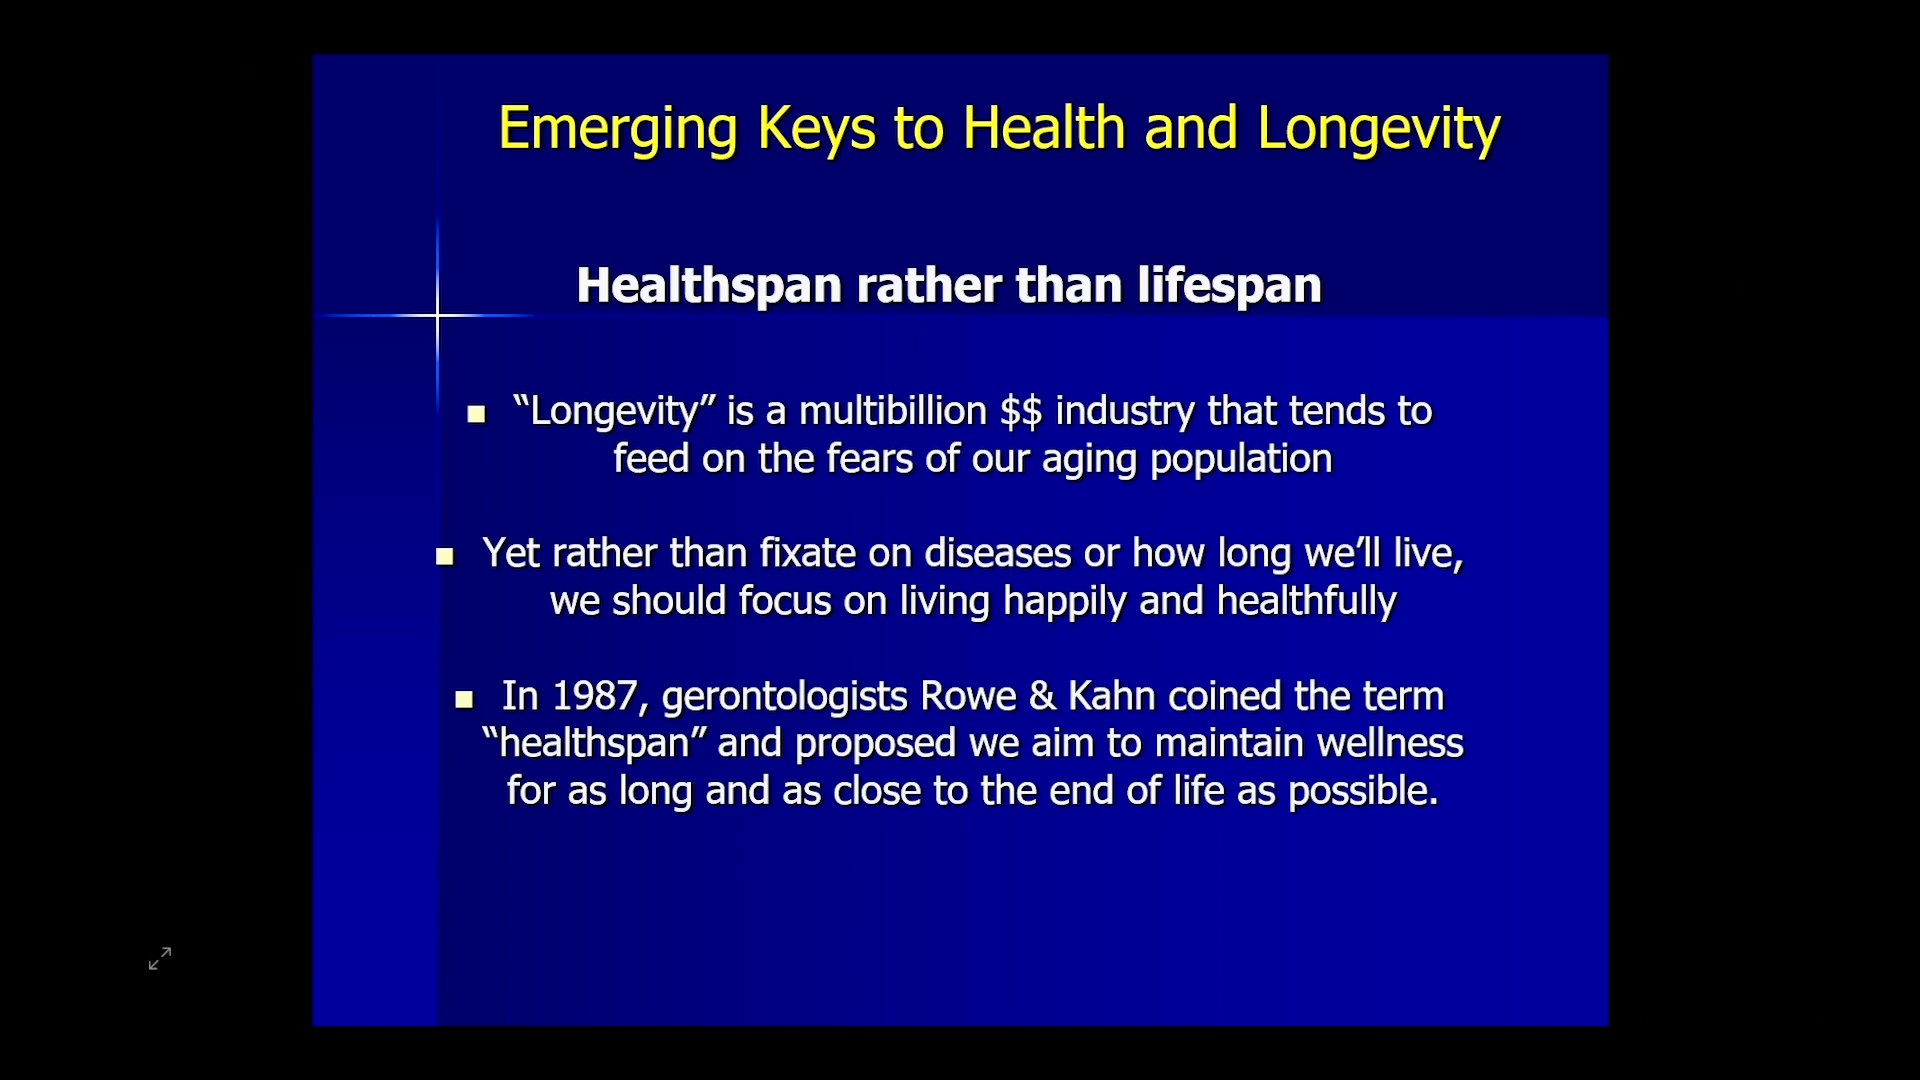 Emerging Keys to Health and Longevity
Healthspan rather than lifespan
■ “Longevity” is a multibillion $$ industry that tends to
feed on the fears of our aging population
■ Yet rather than fixate on diseases or how long we’ll live,
we should focus on living happily and healthfully
■ In 1987, gerontologists Rowe & Kahn coined the term
“healthspan” and proposed we aim to maintain wellness
for as long and as close to the end of life as possible.